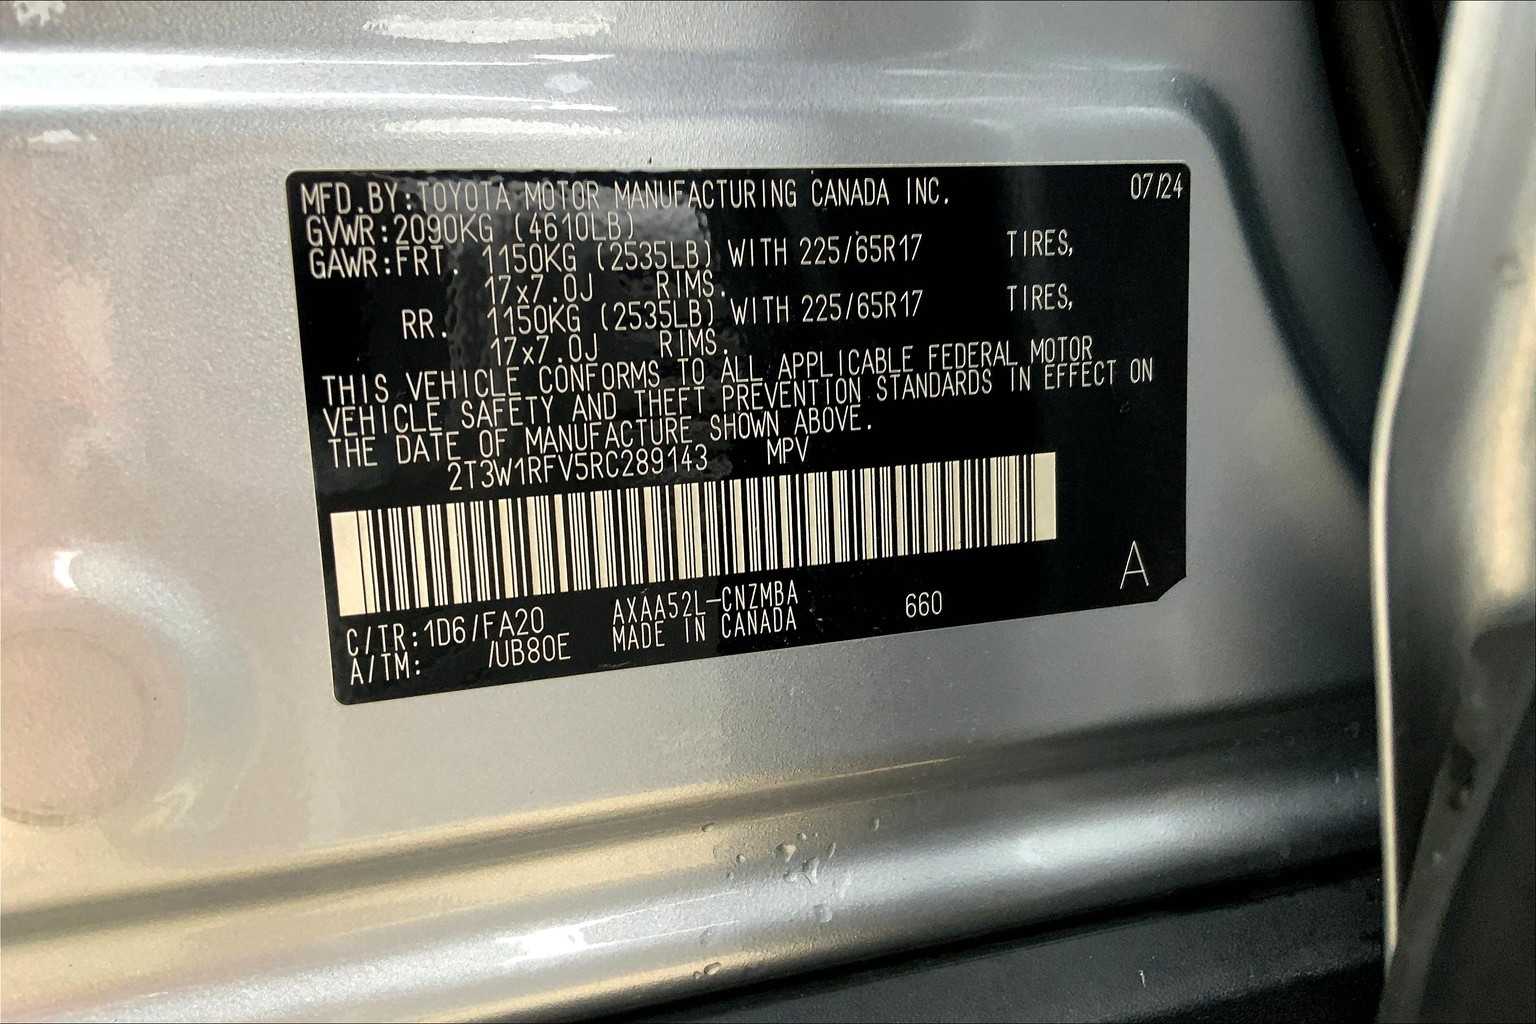 MFD.BY:TOYOTA MOTOR MANUFACTURING CANADA INC. 07/24
GVWR:2090KG (4610LB)
GAWR:FRT. 1150KG (2535LB) WITH 225/65R17 TIRES,
17x7.0J RIMS.
RR. 1150KG (2535LB) WITH 225/65R17 TIRES,
17x7.0J RIMS.
THIS VEHICLE CONFORMS TO ALL APPLICABLE FEDERAL MOTOR
VEHICLE SAFETY AND THEFT PREVENTION STANDARDS IN EFFECT ON
THE DATE OF MANUFACTURE SHOWN ABOVE.
2T3W1RFV5RC289143 MPV
A
C/TR:1D6/FA20 AXAA52L-CNZMBA 660
A/TM: /UB80E MADE IN CANADA